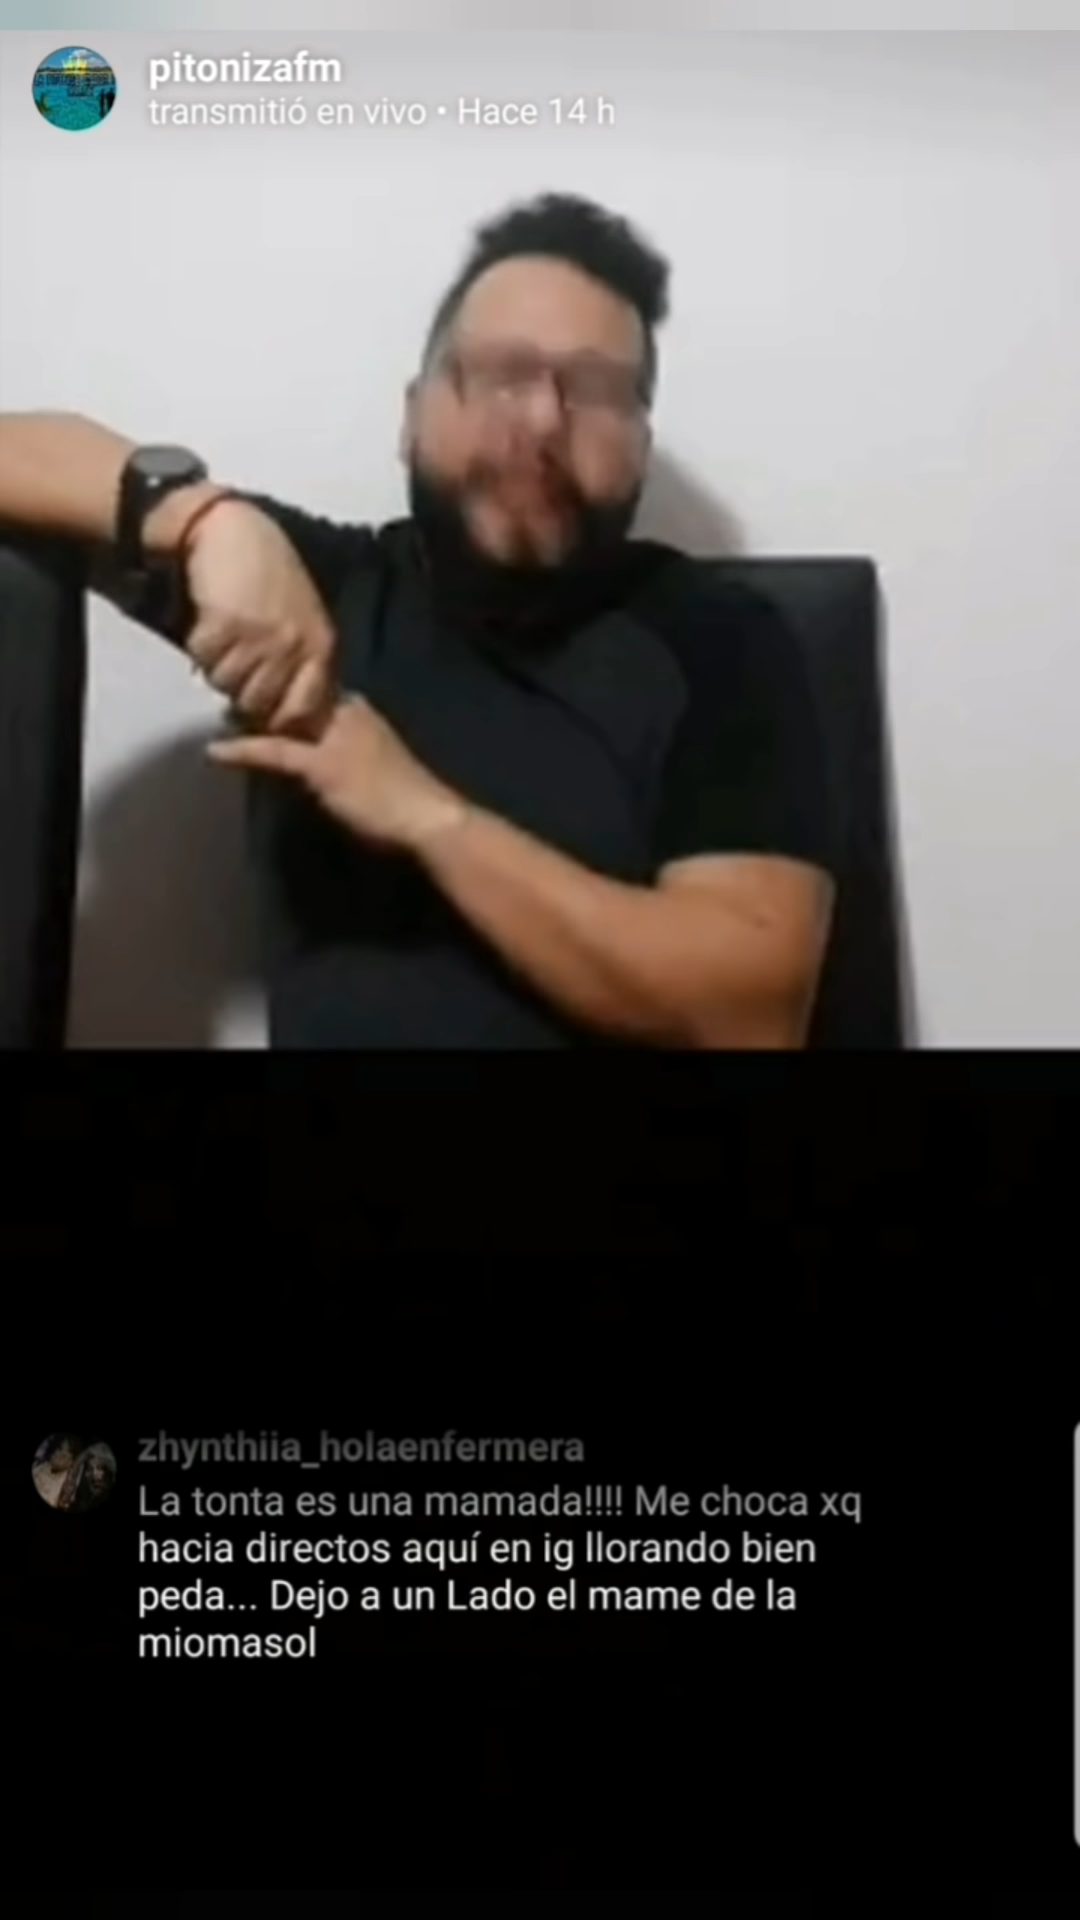 pitonizafm
transmitió en vivo • Hace 14 h
zhynthiia_holaenfermera
La tonta es una mamada!!!! Me choca xq
hacia directos aquí en ig llorando bien
peda... Dejo a un Lado el mame de la
miomasol